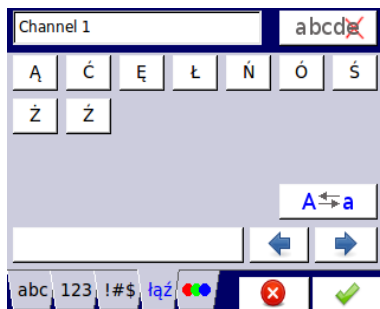 Channel 1 abcde
Ą Ć Ę Ł Ń Ó Ś
Ż Ź
A a
abc 123 !#$ łąź